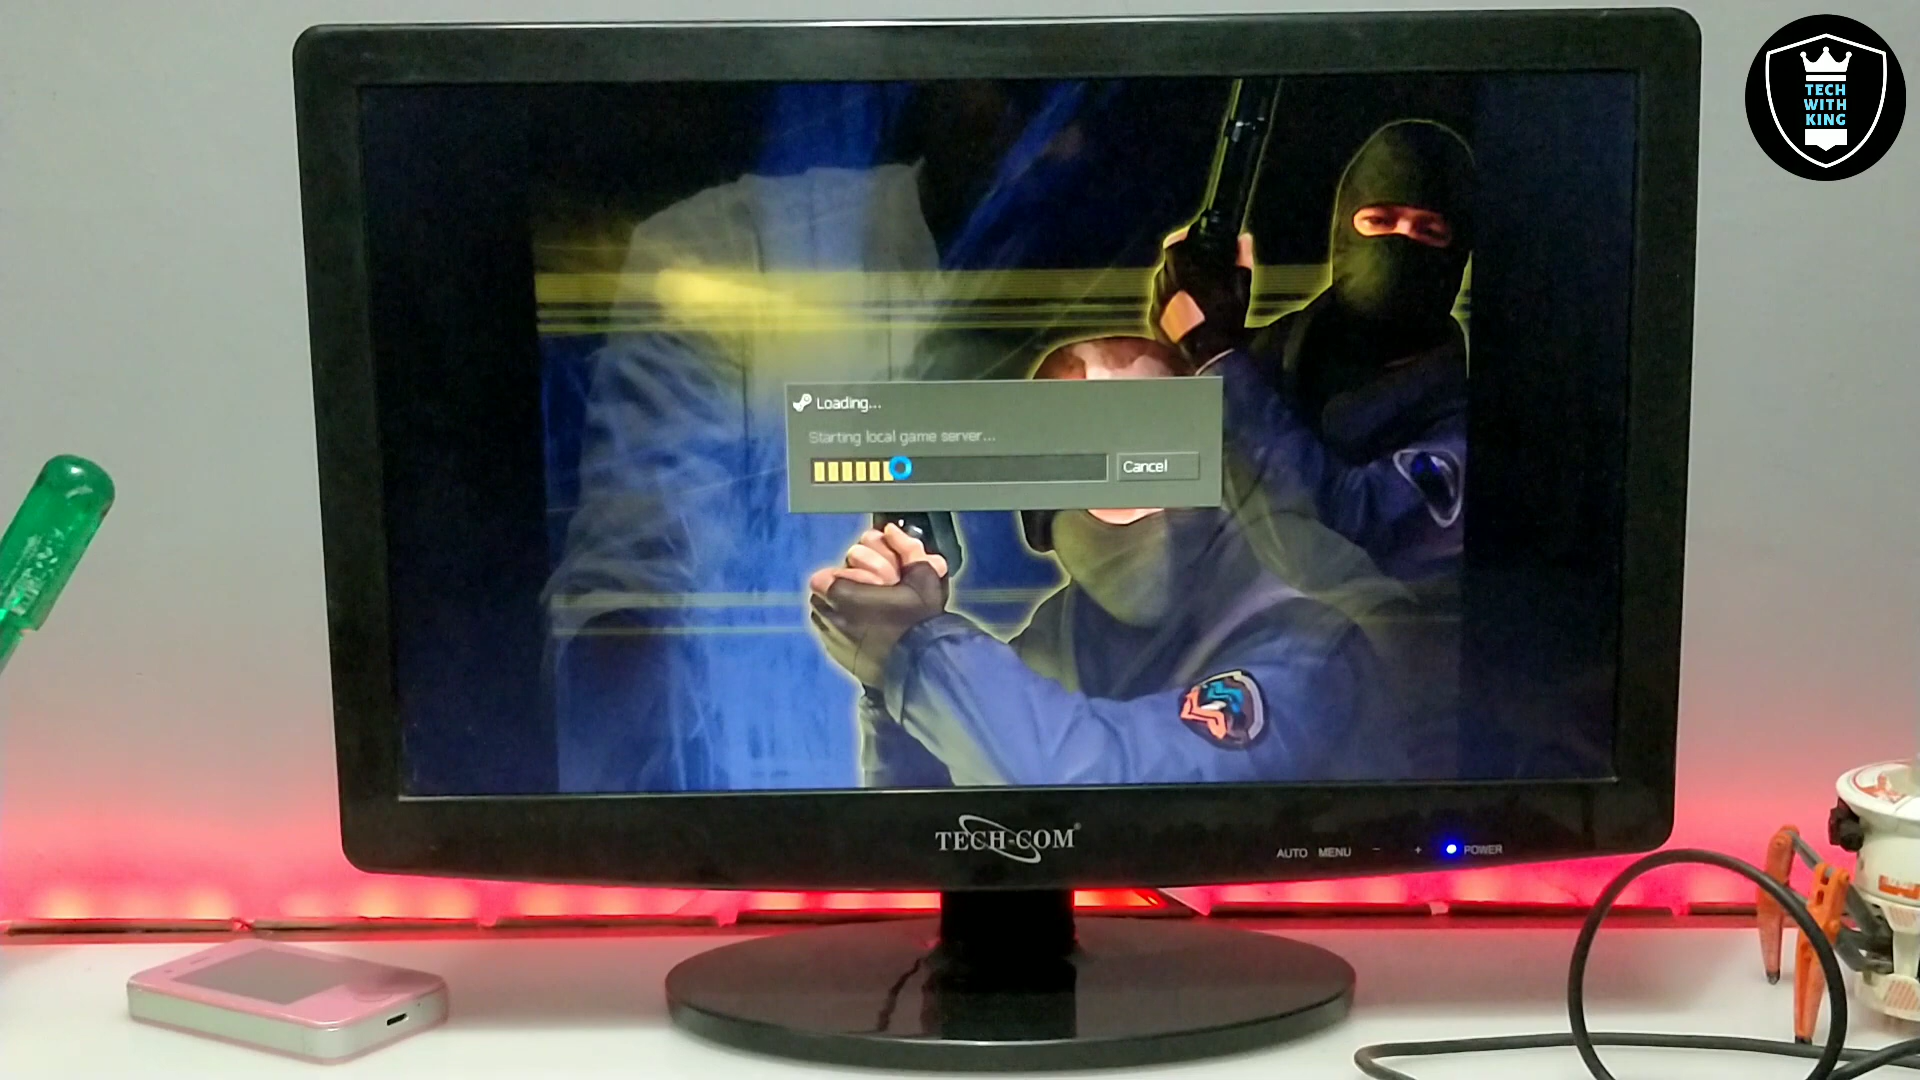 TECH
WITH
KING
Loading...
Starting local game server...
Cancel
TECH-COM®
AUTO MENU - + POWER